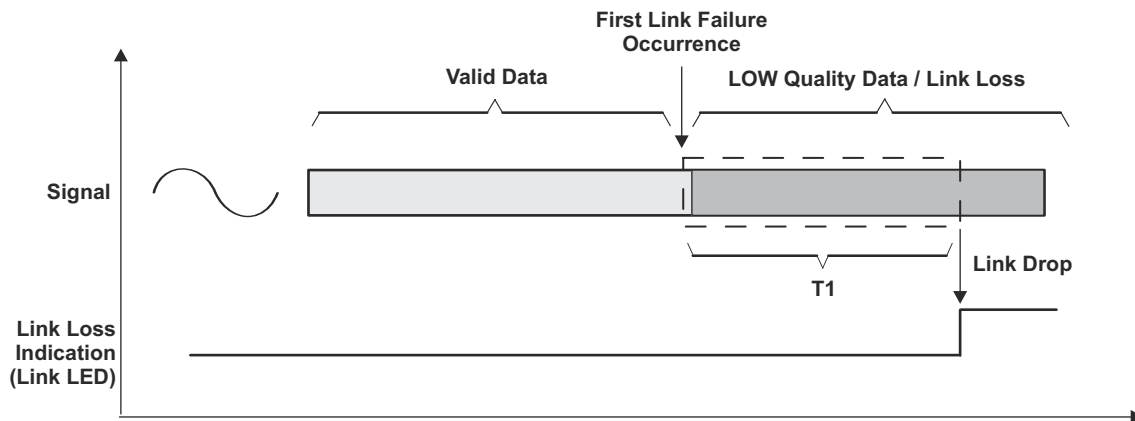 First Link Failure
Occurrence
Valid Data
LOW Quality Data / Link Loss
Signal
T1
Link Drop
Link Loss
Indication
(Link LED)